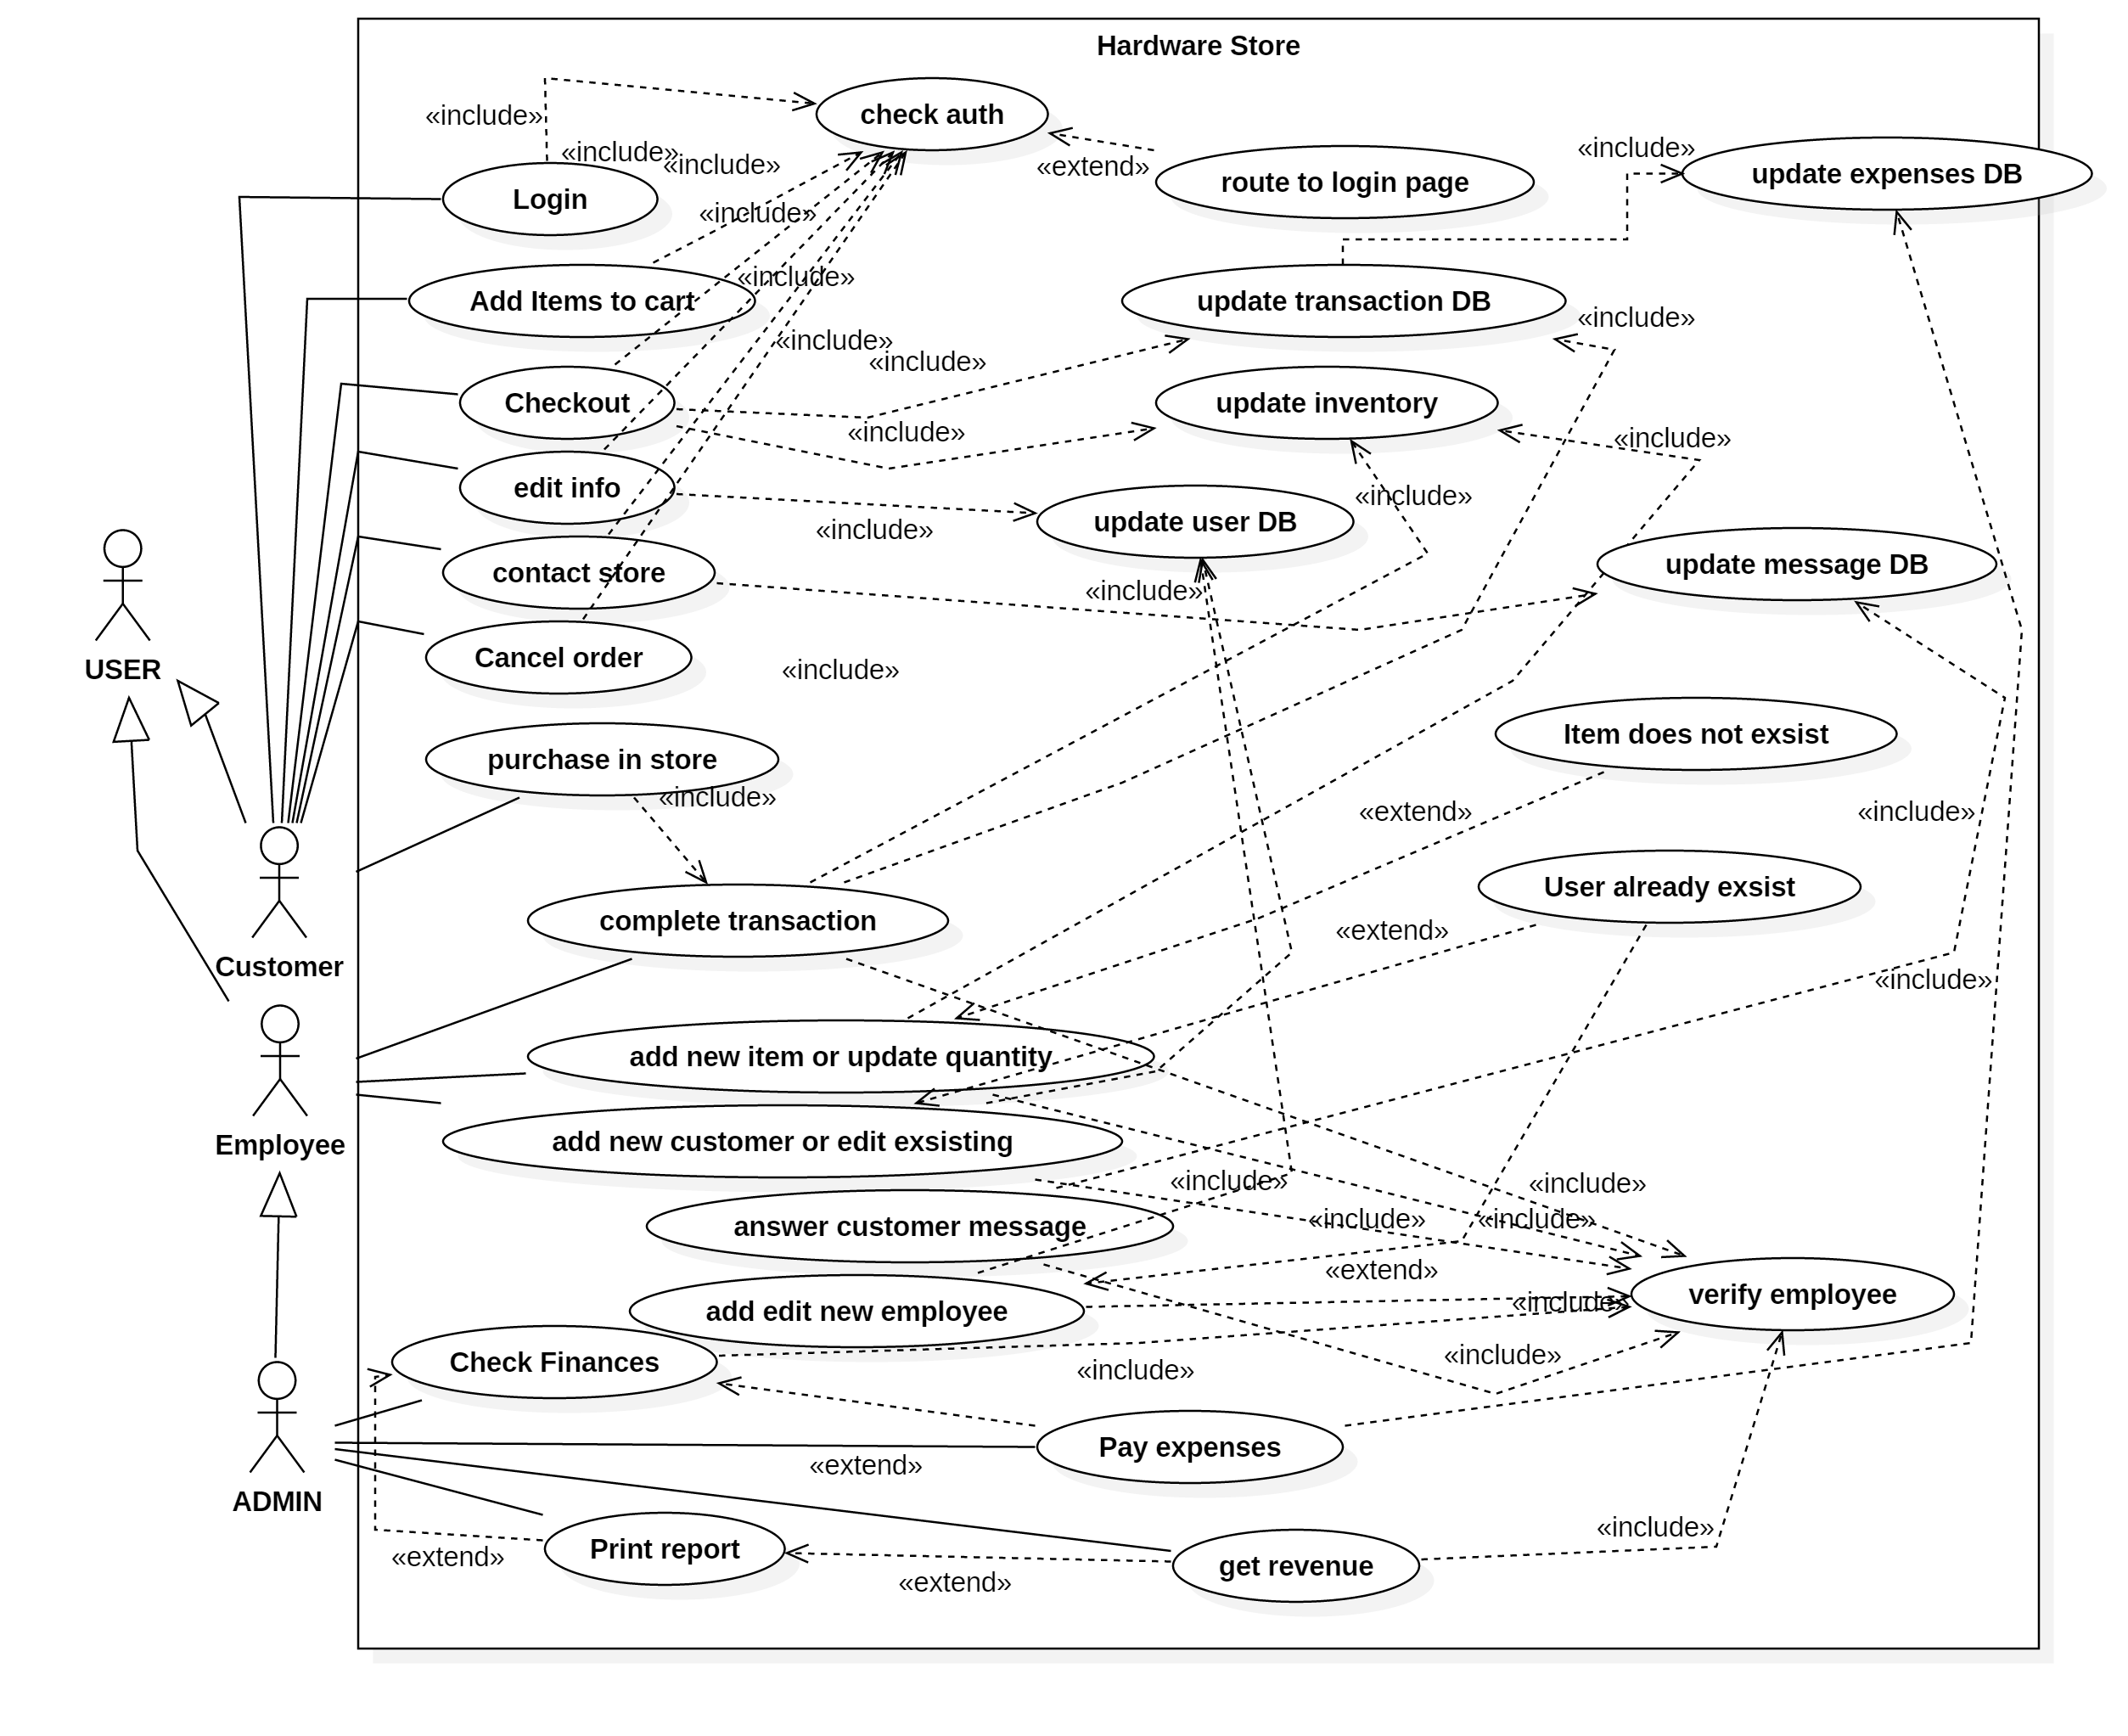 Hardware Store
check auth
«include»
«include»
«include»
«extend»
«include»
route to login page
update expenses DB
Login
«include»
«include»
Add Items to cart
update transaction DB
«include»
«include»
«include»
Checkout
update inventory
«include»
«include»
edit info
«include»
update user DB
«include»
contact store
update message DB
«include»
Cancel order
USER
«include»
Item does not exsist
purchase in store
«include»
«extend»
«include»
User already exsist
complete transaction
«extend»
Customer
«include»
add new item or update quantity
add new customer or edit exsisting
Employee
«include»
«include»
answer customer message
«include»
«include»
«extend»
verify employee
add edit new employee
«include»
Check Finances
«include»
«include»
Pay expenses
«extend»
ADMIN
«include»
Print report
«extend»
get revenue
«extend»